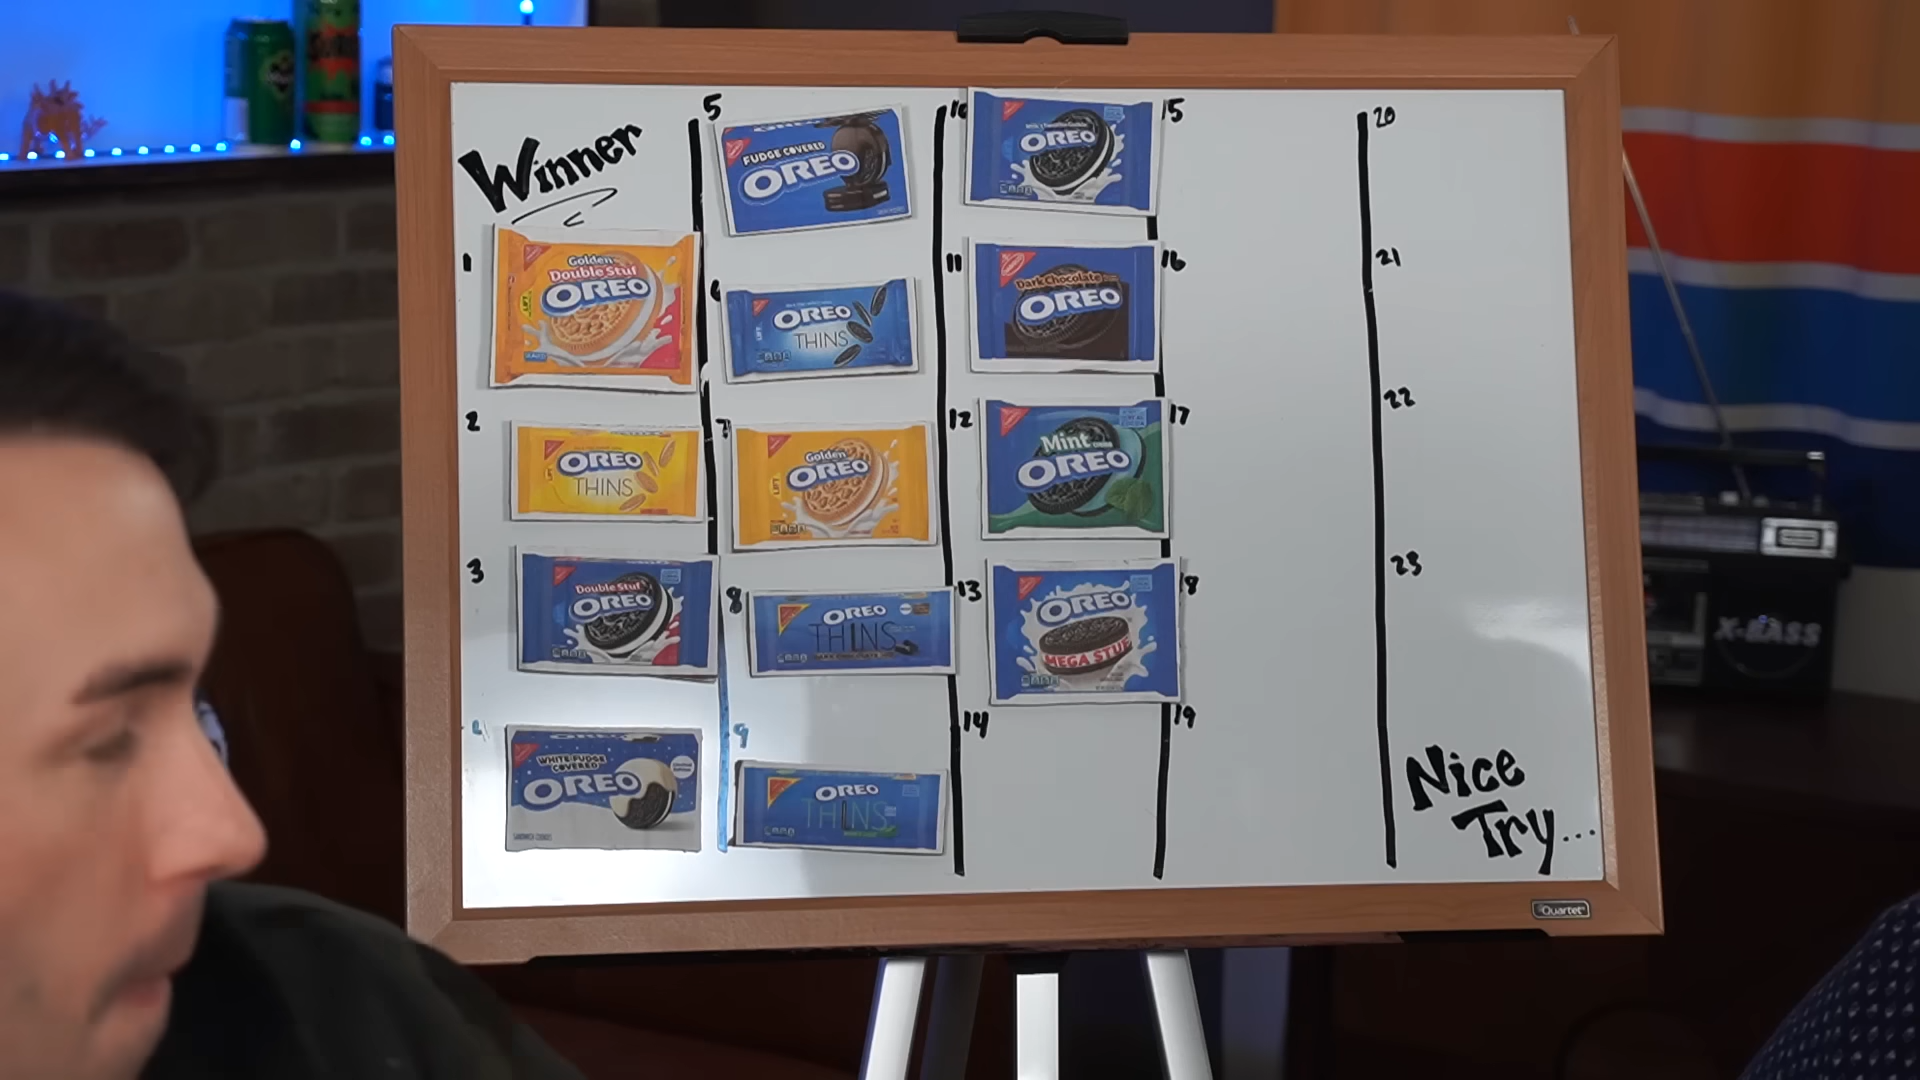 Winner
1
Golden
Double Stuf
OREO
2
OREO
THINS
3
Double Stuf
OREO
4
WHITE FUDGE
COVERED
OREO
5
FUDGE COVERED
OREO
6
OREO
THINS
7
Golden
OREO
8
OREO
THINS
9
OREO
THINS
10
OREO
11
Dark Chocolate
OREO
12
Mint
OREO
13
OREO
MEGA STUF
14
15
16
17
18
19
20
21
22
23
Nice
Try...
Quartet
X-BASS